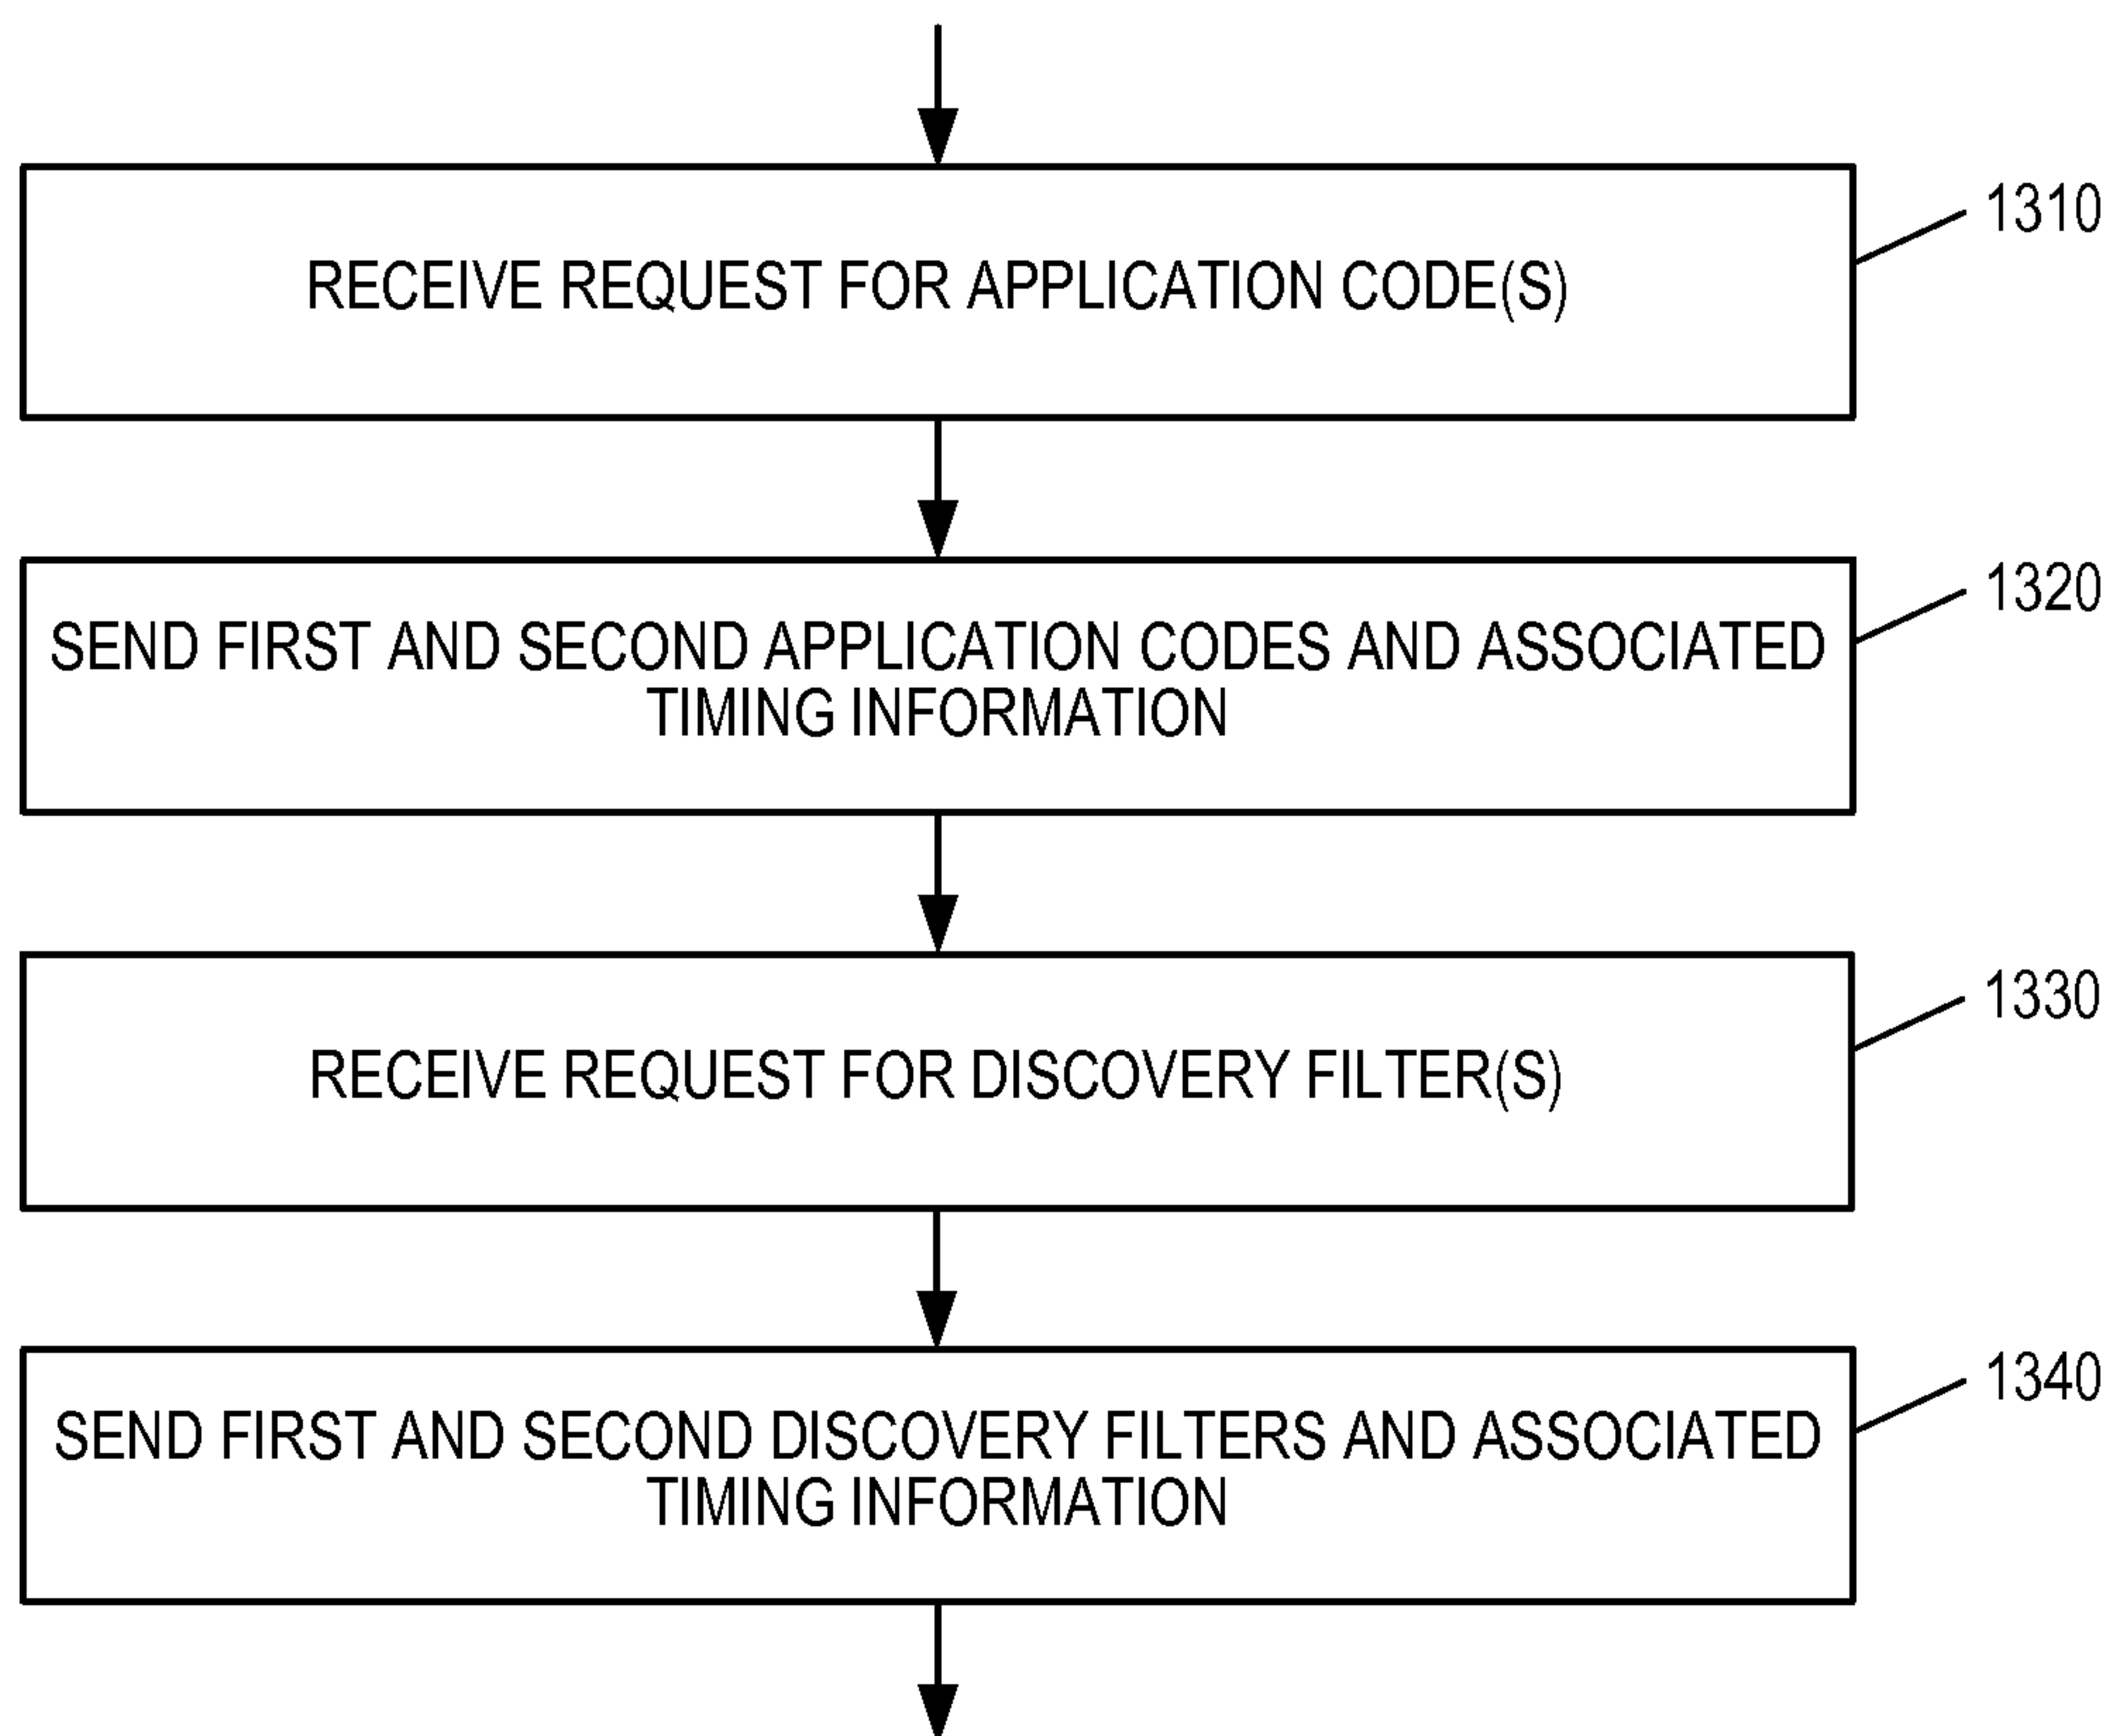 RECEIVE REQUEST FOR APPLICATION CODE(S)
1310
SEND FIRST AND SECOND APPLICATION CODES AND ASSOCIATED
TIMING INFORMATION
1320
RECEIVE REQUEST FOR DISCOVERY FILTER(S)
1330
SEND FIRST AND SECOND DISCOVERY FILTERS AND ASSOCIATED
TIMING INFORMATION
1340